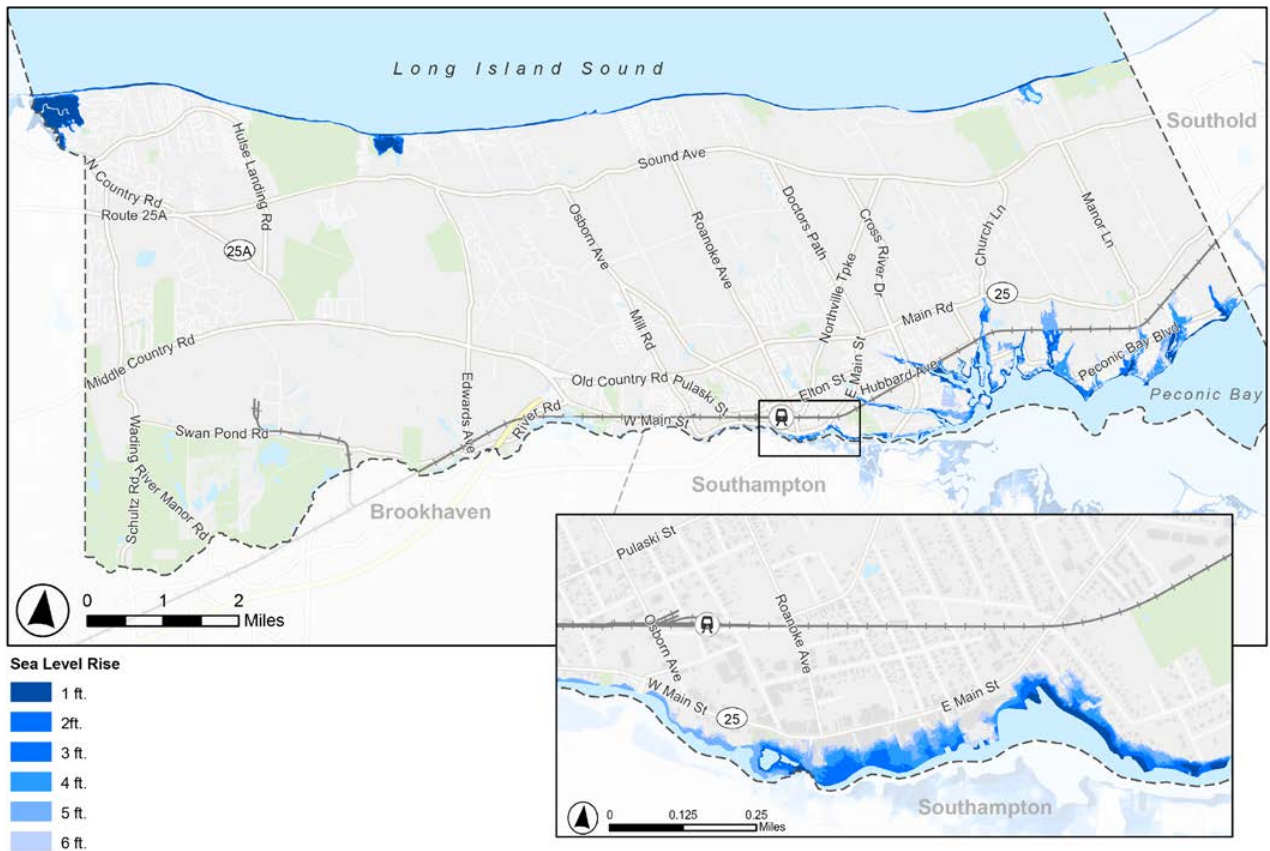 Long Island Sound
Southold
N Country Rd
Route 25A
Hulse Landing Rd
25A
Sound Ave
Osborn Ave
Roanoke Ave
Doctors Path
Northville Tpke
Cross River Dr
Church Ln
Manor Ln
25
Main Rd
Mill Rd
Middle Country Rd
Old Country Rd
Pulaski St
Elton St
E Main St
Hubbard Ave
Peconic Bay Blvd
Peconic Bay
Edwards Ave
River Rd
W Main St
Swan Pond Rd
Wading River Manor Rd
Schultz Rd
Brookhaven
Southampton
0 1 2
Miles
Pulaski St
Osborn Ave
Roanoke Ave
W Main St
25
E Main St
Southampton
0 0.125 0.25
Miles
Sea Level Rise
1 ft.
2ft.
3 ft.
4 ft.
5 ft.
6 ft.